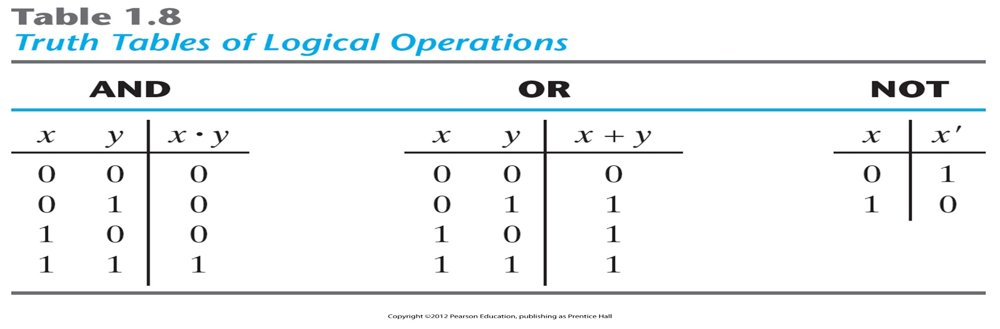 Table 1.8
Truth Tables of Logical Operations
AND OR NOT
x y x · y x y x + y x x′
0 0 0 0 0 0 0 1
0 1 0 0 1 1 1 0
1 0 0 1 0 1
1 1 1 1 1 1
Copyright ©2012 Pearson Education, publishing as Prentice Hall